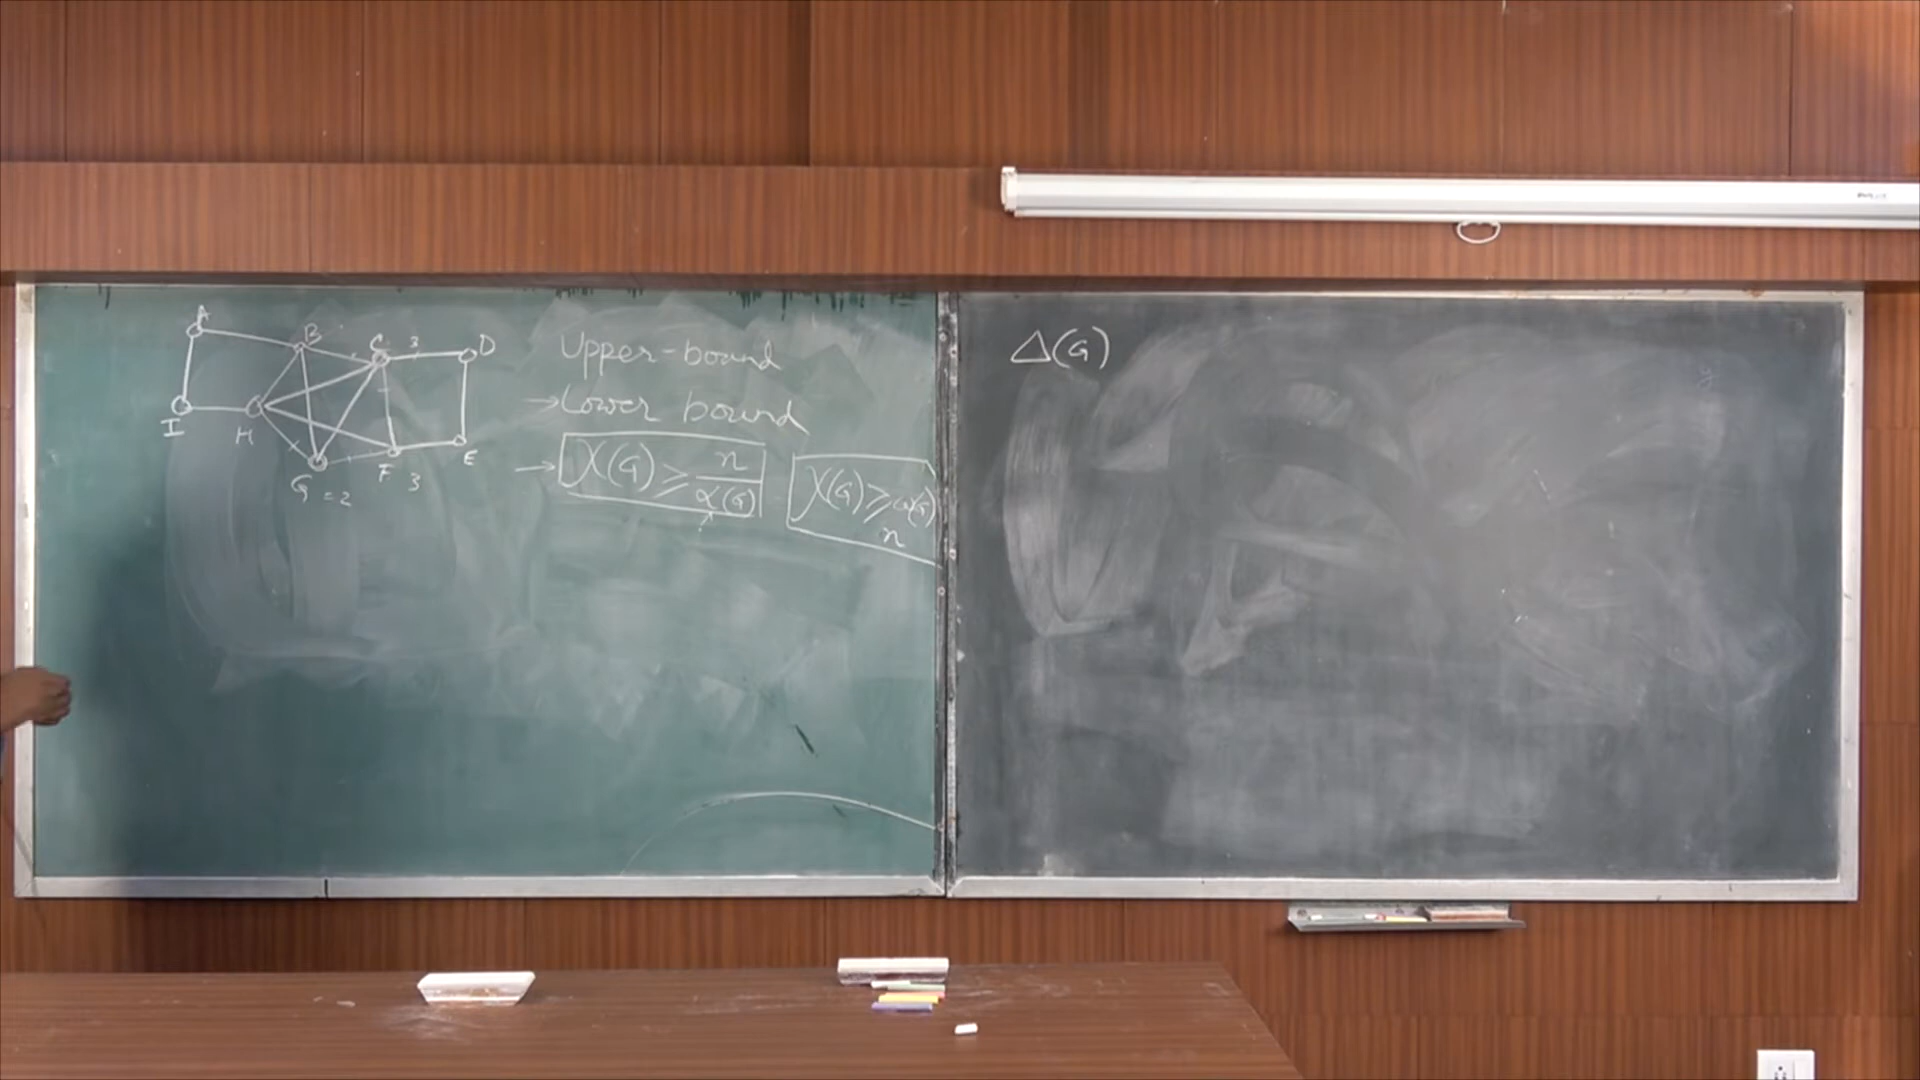 A
B
C
3
D
I
H
G = 2
F 3
E
Upper-bound
→ Lower bound
→ χ(G) ≥ n/α(G)
χ(G) ≥ ω(G)
n
Δ(G)